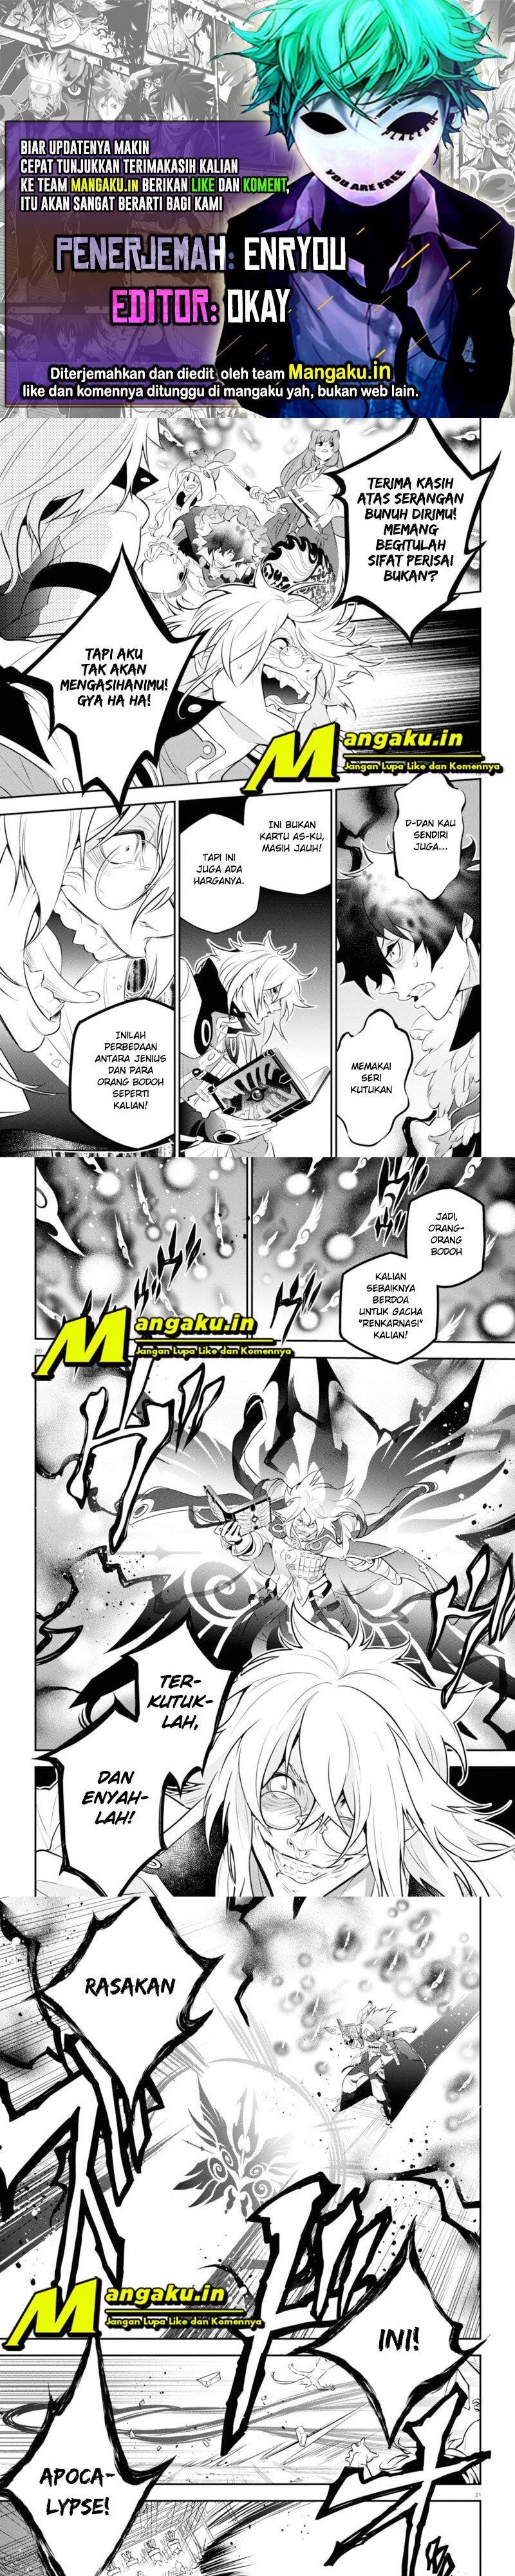 BIAR UPDATENYA MAKIN
CEPAT TUNJUKKAN TERIMAKASIH KALIAN
KE TEAM MANGAKU.IN BERIKAN LIKE DAN KOMENT,
ITU AKAN SANGAT BERARTI BAGI KAMI
YOU ARE FREE
PENERJEMAH: ENRYOU
EDITOR: OKAY
Diterjemahkan dan diedit oleh team Mangaku.in
like dan komennya ditunggu di mangaku yah, bukan web lain.
TERIMA KASIH
ATAS SERANGAN
BUNUH DIRIMU!
MEMANG
BEGITULAH
SIFAT PERISAI
BUKAN?
TAPI AKU
TAK AKAN
MENGASIHANIMU!
GYA HA HA!
Mangaku.in
Jangan Lupa Like dan Komennya
D-DAN KAU
SENDIRI
JUGA...
INI BUKAN
KARTU AS-KU,
MASIH JAUH!
TAPI INI
JUGA ADA
HARGANYA.
MEMAKAI
SERI
KUTUKAN
INILAH
PERBEDAAN
ANTARA JENIUS
DAN PARA
ORANG BODOH
SEPERTI
KALIAN!
JADI,
ORANG-
ORANG
BODOH
KALIAN
SEBAIKNYA
BERDOA
UNTUK GACHA
"RENKARNASI"
KALIAN!
Mangaku.in
Jangan Lupa Like dan Komennya
20
TER-
KUTUK-
LAH,
DAN
ENYAH-
LAH!
RASAKAN
Mangaku.in
Jangan Lupa Like dan Komennya
INI!
APOCA-
LYPSE!
21